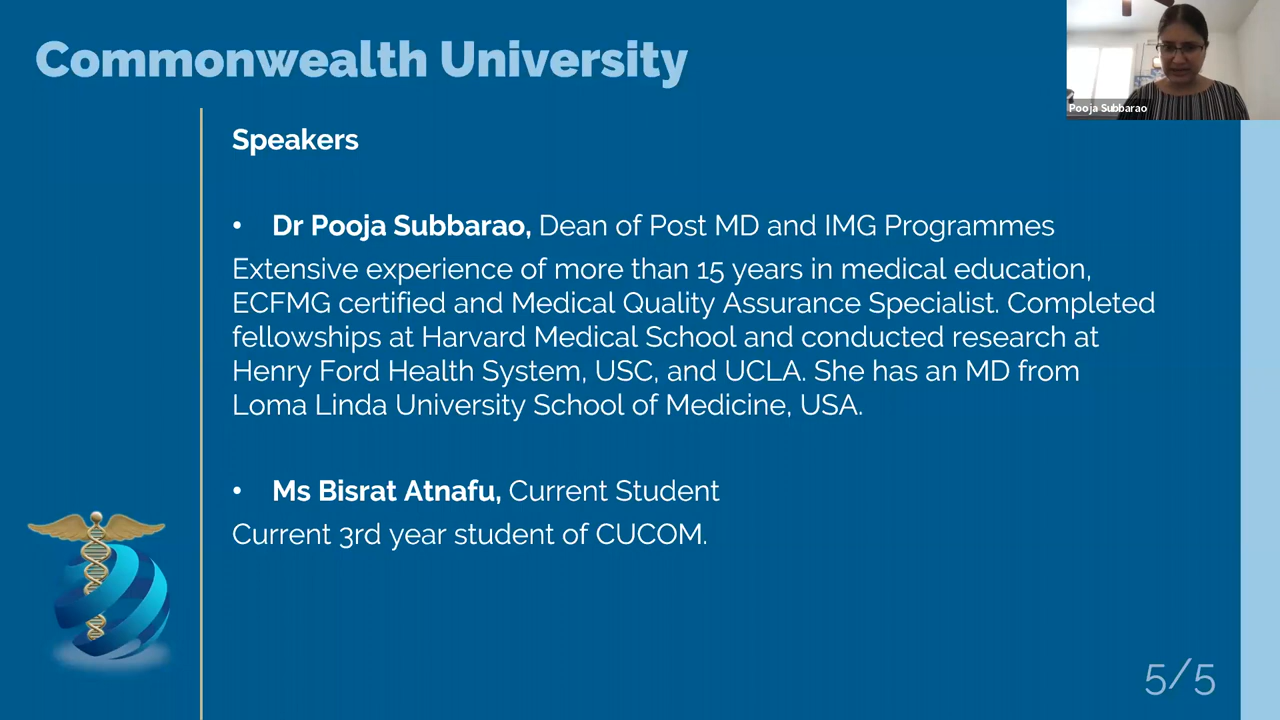 Commonwealth University
Pooja Subbarao
Speakers
• Dr Pooja Subbarao, Dean of Post MD and IMG Programmes
Extensive experience of more than 15 years in medical education,
ECFMG certified and Medical Quality Assurance Specialist. Completed
fellowships at Harvard Medical School and conducted research at
Henry Ford Health System, USC, and UCLA. She has an MD from
Loma Linda University School of Medicine, USA.
• Ms Bisrat Atnafu, Current Student
Current 3rd year student of CUCOM.
5/5